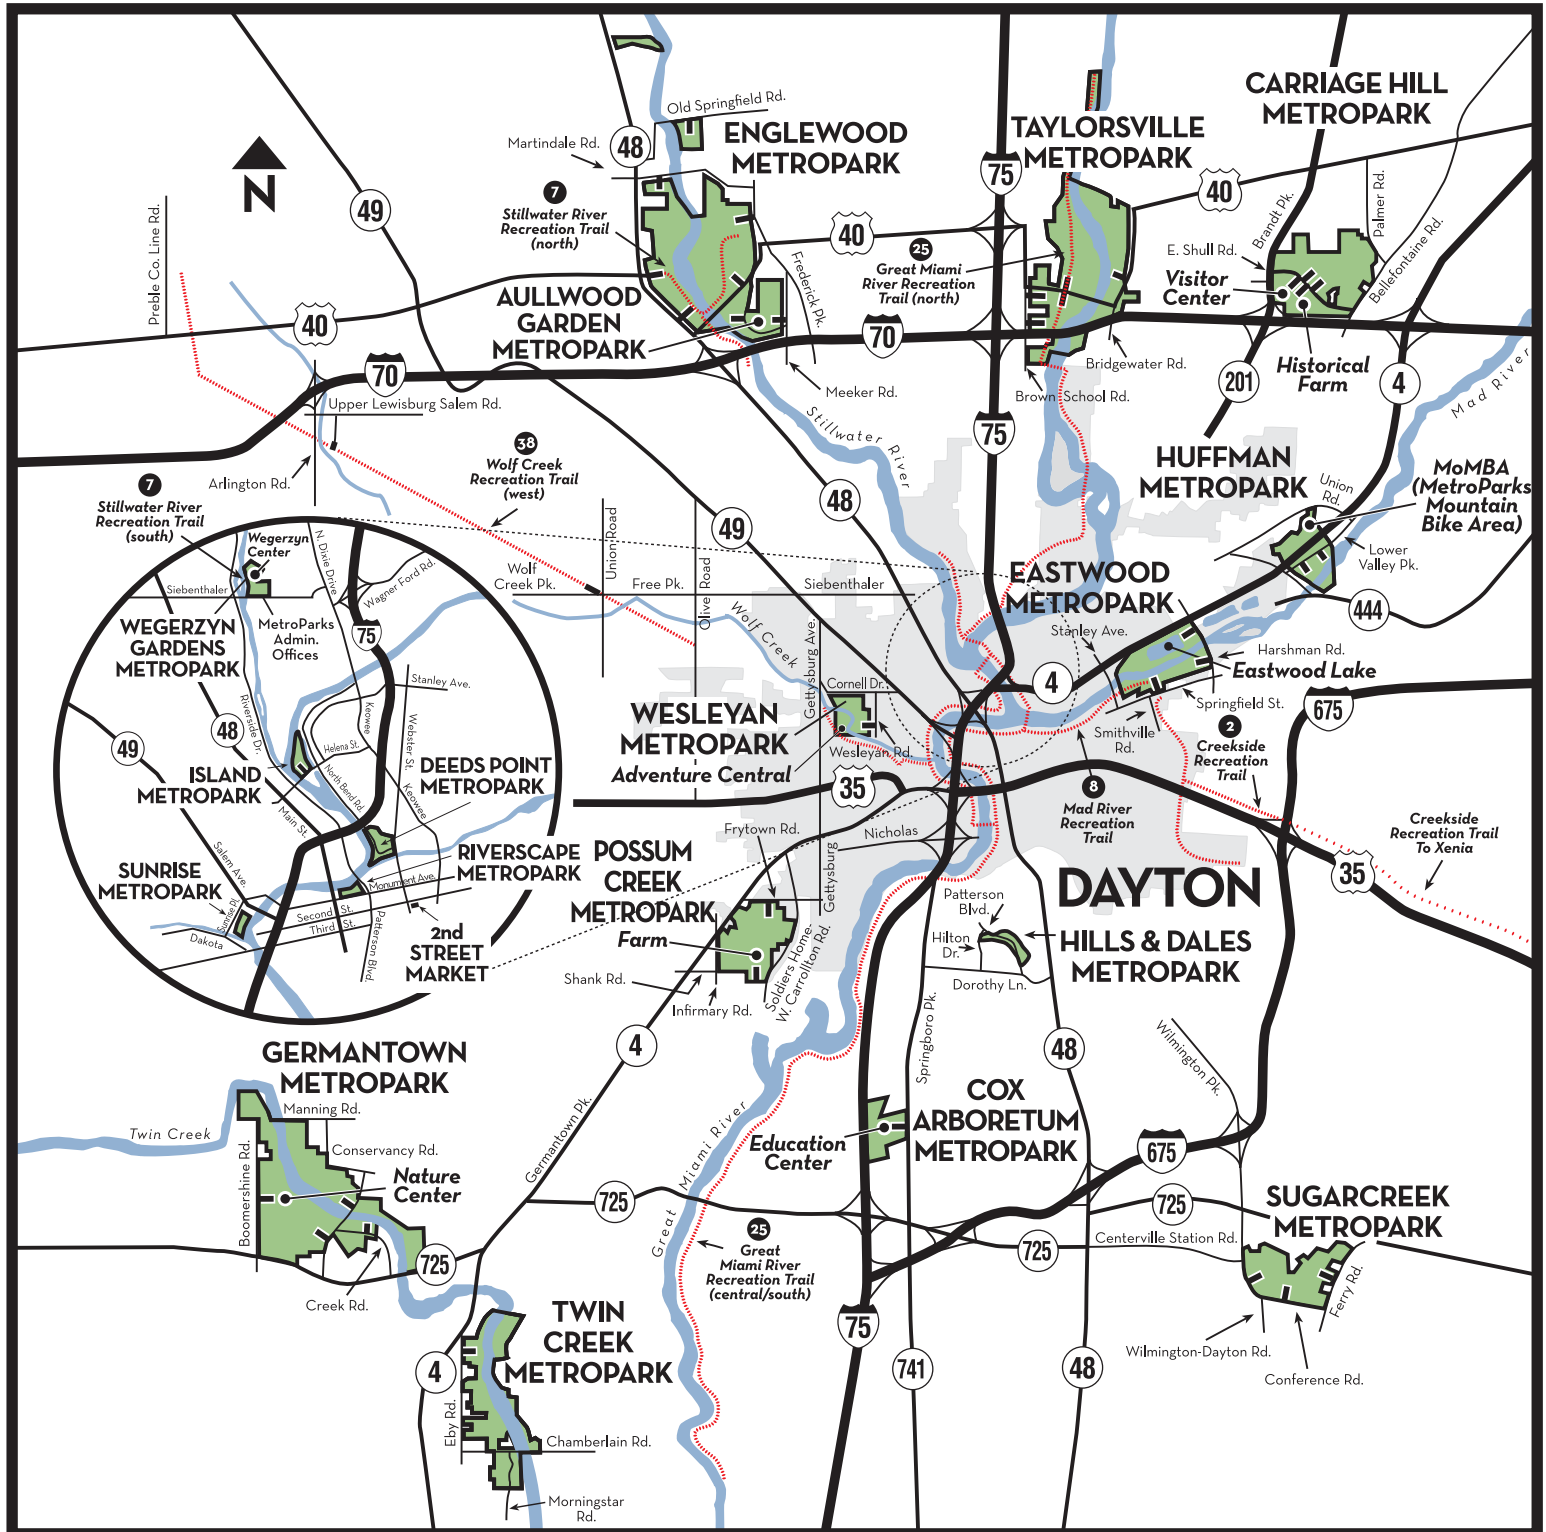 CARRIAGE HILL
METROPARK
Old Springfield Rd.
ENGLEWOOD
METROPARK
TAYLORSVILLE
METROPARK
Martindale Rd.
48
75
N
49
7
Stillwater River
Recreation Trail
(north)
40
40
25
Great Miami
River Recreation
Trail (north)
Preble Co. Line Rd.
Frederick Pk.
Brandt Pk.
Palmer Rd.
Bellefontaine Rd.
E. Shull Rd.
Visitor
Center
AULLWOOD
GARDEN
METROPARK
40
70
70
Meeker Rd.
Bridgewater Rd.
Brown School Rd.
Historical
Farm
201
4
Mad River
Upper Lewisburg Salem Rd.
Stillwater River
75
38
Wolf Creek
Recreation Trail
(west)
Arlington Rd.
48
49
HUFFMAN
METROPARK
Union
Rd.
MoMBA
(MetroParks
Mountain
Bike Area)
Lower
Valley Pk.
444
7
Stillwater River
Recreation Trail
(south)
Wegerzyn
Center
N. Dixie Drive
Wagner Ford Rd.
Siebenthaler
MetroParks
Admin.
Offices
WEGERZYN
GARDENS
METROPARK
75
Stanley Ave.
Riverside Dr.
Keowee
Webster St.
48
49
Helena St.
ISLAND
METROPARK
North Bend Rd.
Main St.
Keowee
DEEDS POINT
METROPARK
Salem Ave.
SUNRISE
METROPARK
Sunrise Pl.
RIVERSCAPE
METROPARK
Monument Ave.
Second St.
Third St.
Dakota
Patterson Blvd.
2nd
STREET
MARKET
Wolf
Creek Pk.
Union Road
Free Pk.
Olive Road
Siebenthaler
Wolf Creek
Gettysburg Ave.
Cornell Dr.
EASTWOOD
METROPARK
Stanley Ave.
Harshman Rd.
Eastwood Lake
4
Springfield St.
Smithville
Rd.
675
WESLEYAN
METROPARK
Adventure Central
Wesleyan Rd.
35
2
Creekside
Recreation
Trail
8
Mad River
Recreation
Trail
Creekside
Recreation Trail
To Xenia
35
Frytown Rd.
Nicholas
Gettysburg
POSSUM
CREEK
METROPARK
Farm
Shank Rd.
Infirmary Rd.
Soldiers Home-
W. Carrollton Rd.
DAYTON
Patterson
Blvd.
Hilton
Dr.
HILLS & DALES
METROPARK
Dorothy Ln.
Springboro Pk.
4
48
Wilmington Pk.
GERMANTOWN
METROPARK
Manning Rd.
Twin Creek
Conservancy Rd.
Boomershine Rd.
Nature
Center
Germantown Pk.
Great Miami River
COX
ARBORETUM
METROPARK
Education
Center
675
725
725
725
725
Centerville Station Rd.
SUGARCREEK
METROPARK
25
Great
Miami River
Recreation Trail
(central/south)
Creek Rd.
Ferry Rd.
Wilmington-Dayton Rd.
Conference Rd.
TWIN
CREEK
METROPARK
75
4
741
48
Eby Rd.
Chamberlain Rd.
Morningstar
Rd.